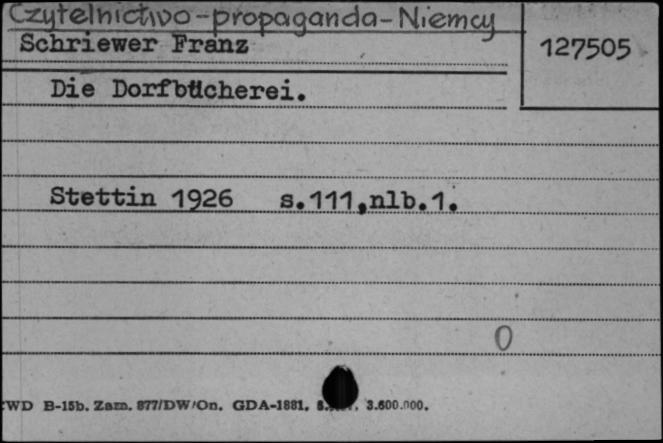 Czytelnictwo-propaganda-Niemcy
Schriewer Franz
127505
Die Dorfbücherei.
Stettin 1926 s.111,nlb.1.
0
WD B-15b. Zam. 877/DW/On. GDA-1881. 3.600.000.